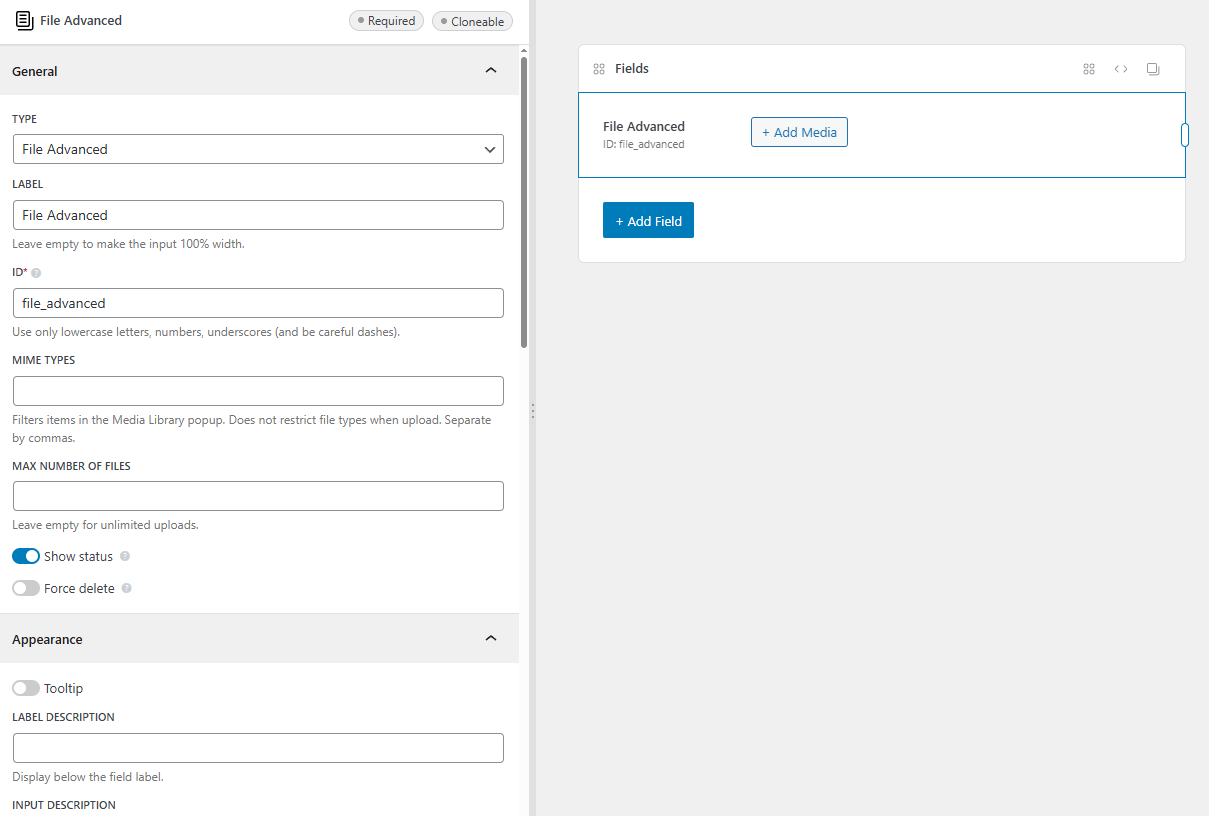 File Advanced
Required
Cloneable
General
TYPE
File Advanced
LABEL
File Advanced
Leave empty to make the input 100% width.
ID*
file_advanced
Use only lowercase letters, numbers, underscores (and be careful dashes).
MIME TYPES
Filters items in the Media Library popup. Does not restrict file types when upload. Separate
by commas.
MAX NUMBER OF FILES
Leave empty for unlimited uploads.
Show status
Force delete
Appearance
Tooltip
LABEL DESCRIPTION
Display below the field label.
INPUT DESCRIPTION
Fields
File Advanced
ID: file_advanced
+ Add Media
+ Add Field